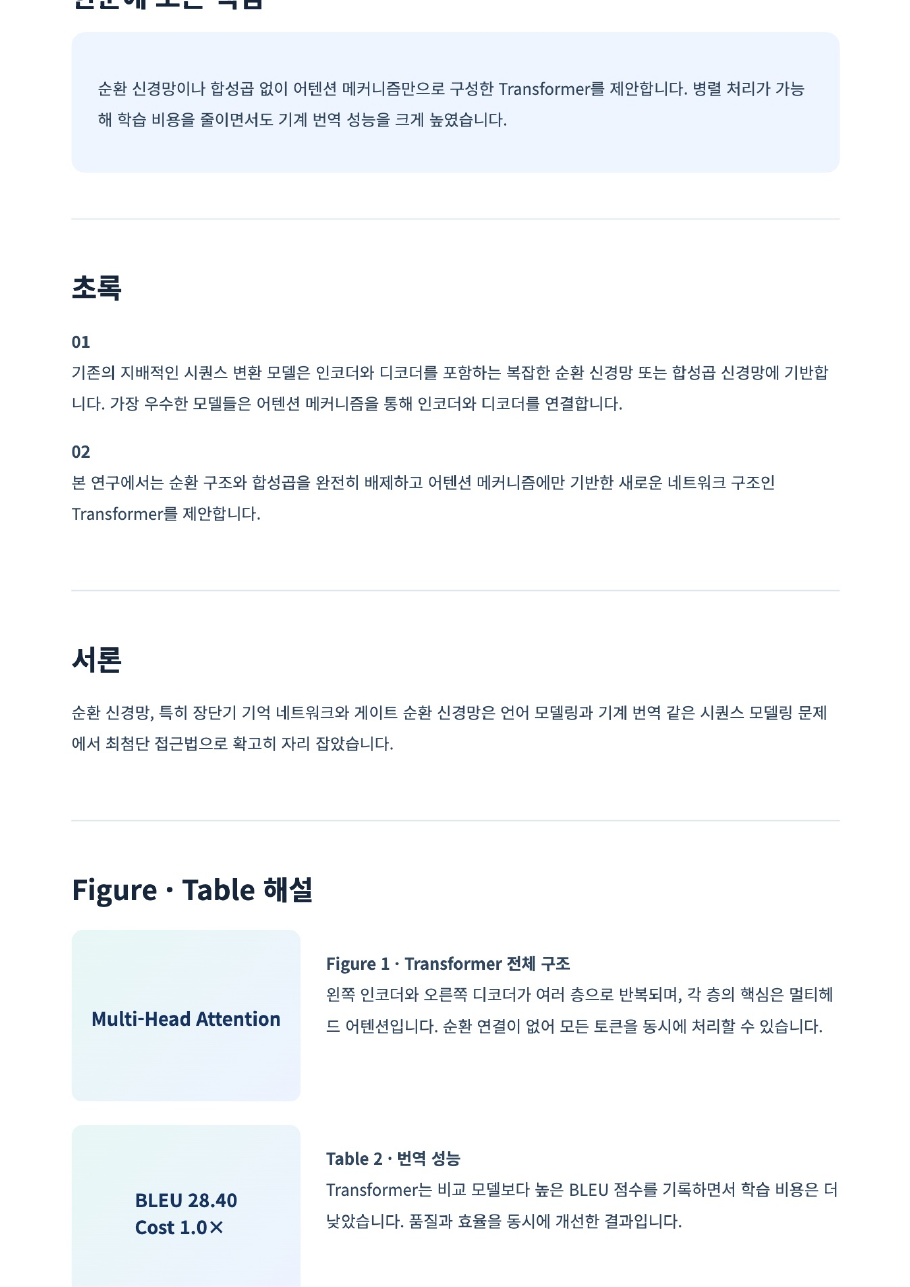 순환 신경망이나 합성곱 없이 어텐션 메커니즘만으로 구성한 Transformer를 제안합니다. 병렬 처리가 가능
해 학습 비용을 줄이면서도 기계 번역 성능을 크게 높였습니다.
초록
01
기존의 지배적인 시퀀스 변환 모델은 인코더와 디코더를 포함하는 복잡한 순환 신경망 또는 합성곱 신경망에 기반합
니다. 가장 우수한 모델들은 어텐션 메커니즘을 통해 인코더와 디코더를 연결합니다.
02
본 연구에서는 순환 구조와 합성곱을 완전히 배제하고 어텐션 메커니즘에만 기반한 새로운 네트워크 구조인
Transformer를 제안합니다.
서론
순환 신경망, 특히 장단기 기억 네트워크와 게이트 순환 신경망은 언어 모델링과 기계 번역 같은 시퀀스 모델링 문제
에서 최첨단 접근법으로 확고히 자리 잡았습니다.
Figure · Table 해설
Multi-Head Attention
Figure 1 · Transformer 전체 구조
왼쪽 인코더와 오른쪽 디코더가 여러 층으로 반복되며, 각 층의 핵심은 멀티헤
드 어텐션입니다. 순환 연결이 없어 모든 토큰을 동시에 처리할 수 있습니다.
BLEU 28.40
Cost 1.0×
Table 2 · 번역 성능
Transformer는 비교 모델보다 높은 BLEU 점수를 기록하면서 학습 비용은 더
낮았습니다. 품질과 효율을 동시에 개선한 결과입니다.